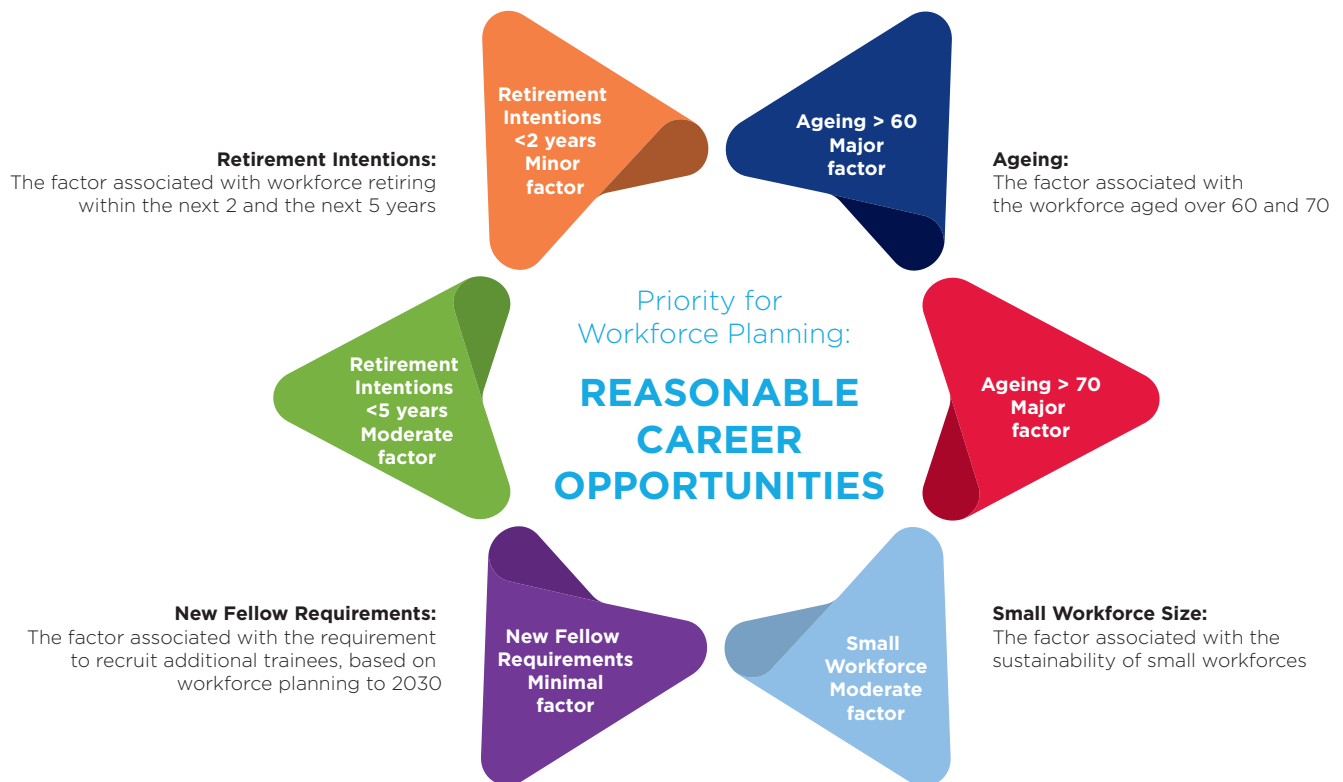 Retirement
Intentions
<2 years
Minor
factor
Ageing > 60
Major
factor
Retirement Intentions:
The factor associated with workforce retiring
within the next 2 and the next 5 years
Ageing:
The factor associated with
the workforce aged over 60 and 70
Priority for
Workforce Planning:
REASONABLE
CAREER
OPPORTUNITIES
Retirement
Intentions
<5 years
Moderate
factor
Ageing > 70
Major
factor
New Fellow Requirements:
The factor associated with the requirement
to recruit additional trainees, based on
workforce planning to 2030
New Fellow
Requirements
Minimal
factor
Small
Workforce
Moderate
factor
Small Workforce Size:
The factor associated with the
sustainability of small workforces